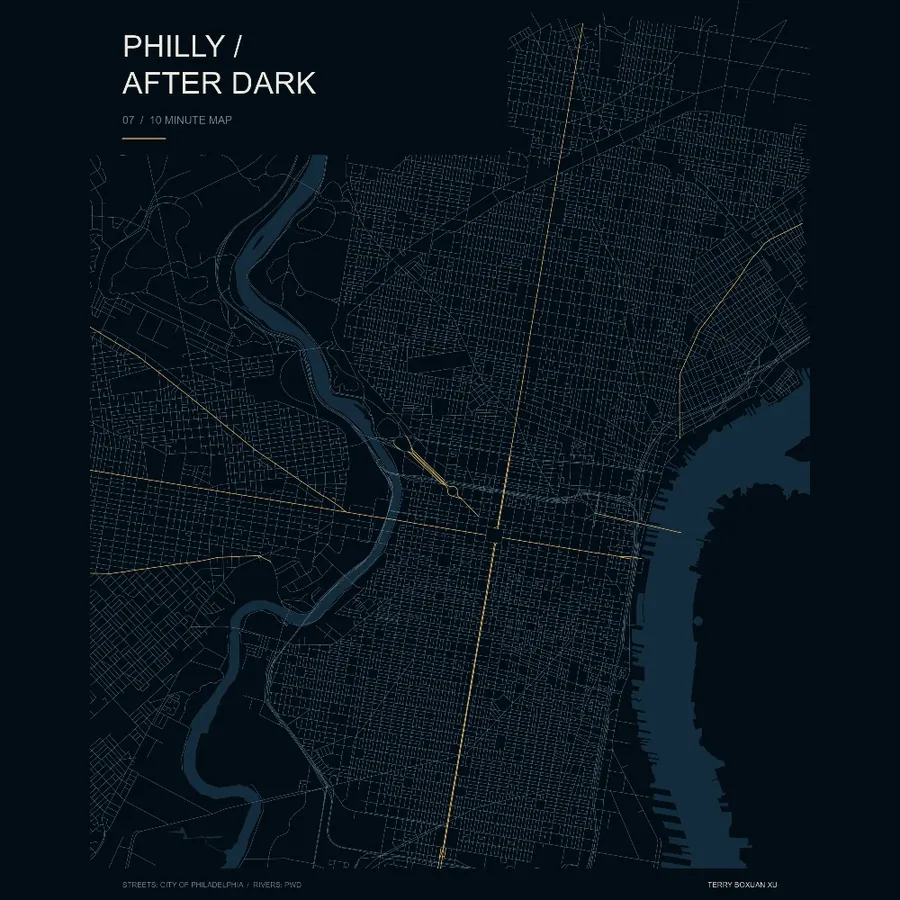 PHILLY /
AFTER DARK
07 / 10 MINUTE MAP
STREETS: CITY OF PHILADELPHIA / RIVERS: PWD
TERRY BOXUAN XU